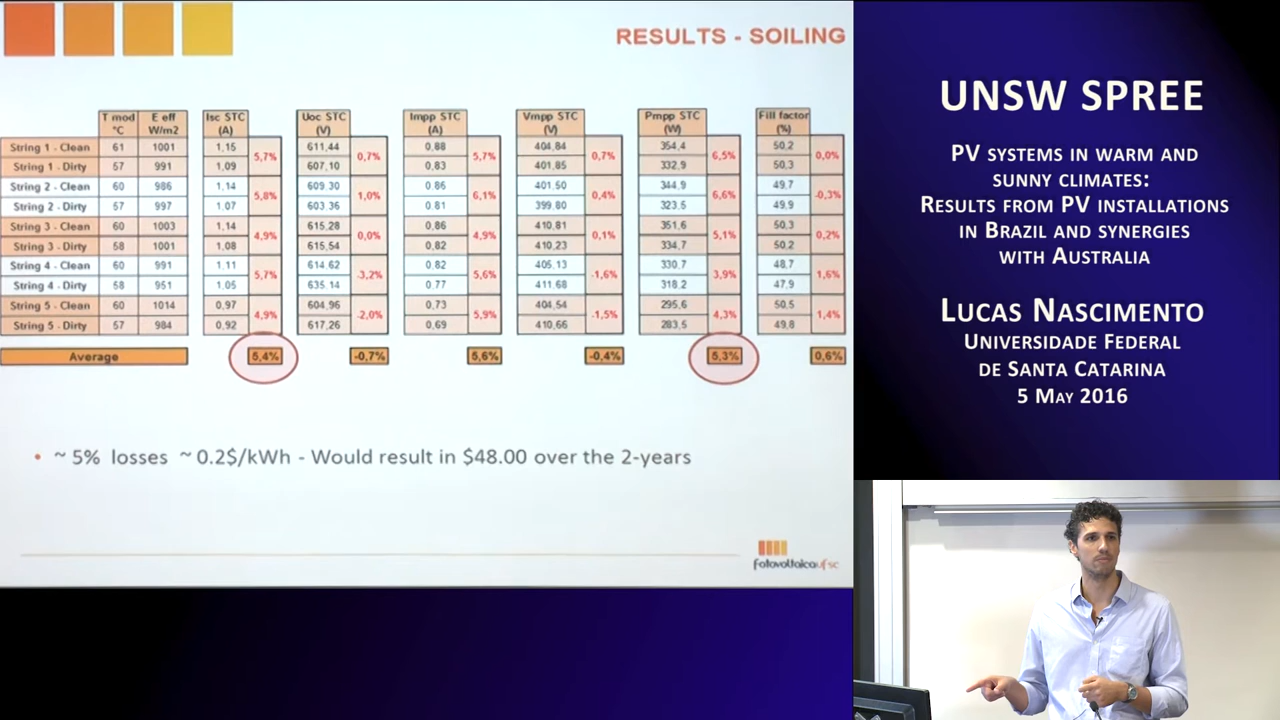 RESULTS - SOILING
T mod °C E eff W/m2 Isc STC (A) Uoc STC (V) Impp STC (A) Vmpp STC (V) Pmpp STC (W) Fill factor (%)
String 1 - Clean 61 1001 1,15 5,7% 611,44 0,7% 0,88 5,7% 404,84 0,7% 354,4 6,5% 50,2 0,0%
String 1 - Dirty 57 991 1,09 607,10 0,83 401,85 332,9 50,3
String 2 - Clean 60 986 1,14 5,8% 609,30 1,0% 0,86 6,1% 401,50 0,4% 344,9 6,6% 49,7 -0,3%
String 2 - Dirty 57 997 1,07 603,36 0,81 399,80 323,5 49,9
String 3 - Clean 60 1003 1,14 4,9% 615,28 0,0% 0,86 4,9% 410,81 0,1% 351,6 5,1% 50,3 0,2%
String 3 - Dirty 58 1001 1,08 615,54 0,82 410,23 334,7 50,2
String 4 - Clean 60 991 1,11 5,7% 614,62 -3,2% 0,82 5,6% 405,13 -1,6% 330,7 3,9% 48,7 1,6%
String 4 - Dirty 58 951 1,05 635,14 0,77 411,68 318,2 47,9
String 5 - Clean 60 1014 0,97 4,9% 604,96 -2,0% 0,73 5,9% 404,54 -1,5% 295,6 4,3% 50,5 1,4%
String 5 - Dirty 57 984 0,92 617,26 0,69 410,66 283,5 49,8
Average 5,4% -0,7% 5,6% -0,4% 5,3% 0,6%
• ~ 5% losses ~ 0.2$/kWh - Would result in $48.00 over the 2-years
fotovoltaicaufsc
UNSW SPREE
PV SYSTEMS IN WARM AND
SUNNY CLIMATES:
RESULTS FROM PV INSTALLATIONS
IN BRAZIL AND SYNERGIES
WITH AUSTRALIA
LUCAS NASCIMENTO
UNIVERSIDADE FEDERAL
DE SANTA CATARINA
5 MAY 2016